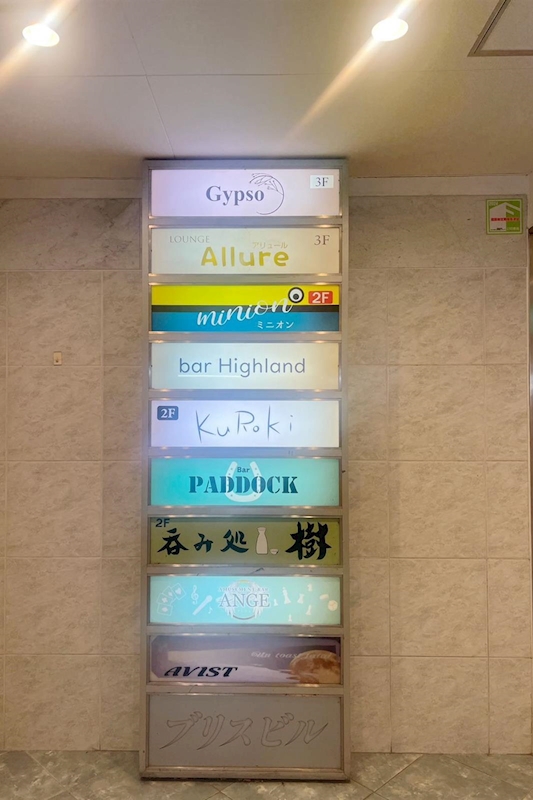 Gypso 3F
LOUNGE アリュール 3F
Allure
2F
minion
ミニオン
bar Highland
2F
KuRoki
Bar
PADDOCK
2F
呑み処 樹
ANGE
AVIST
ブリスビル